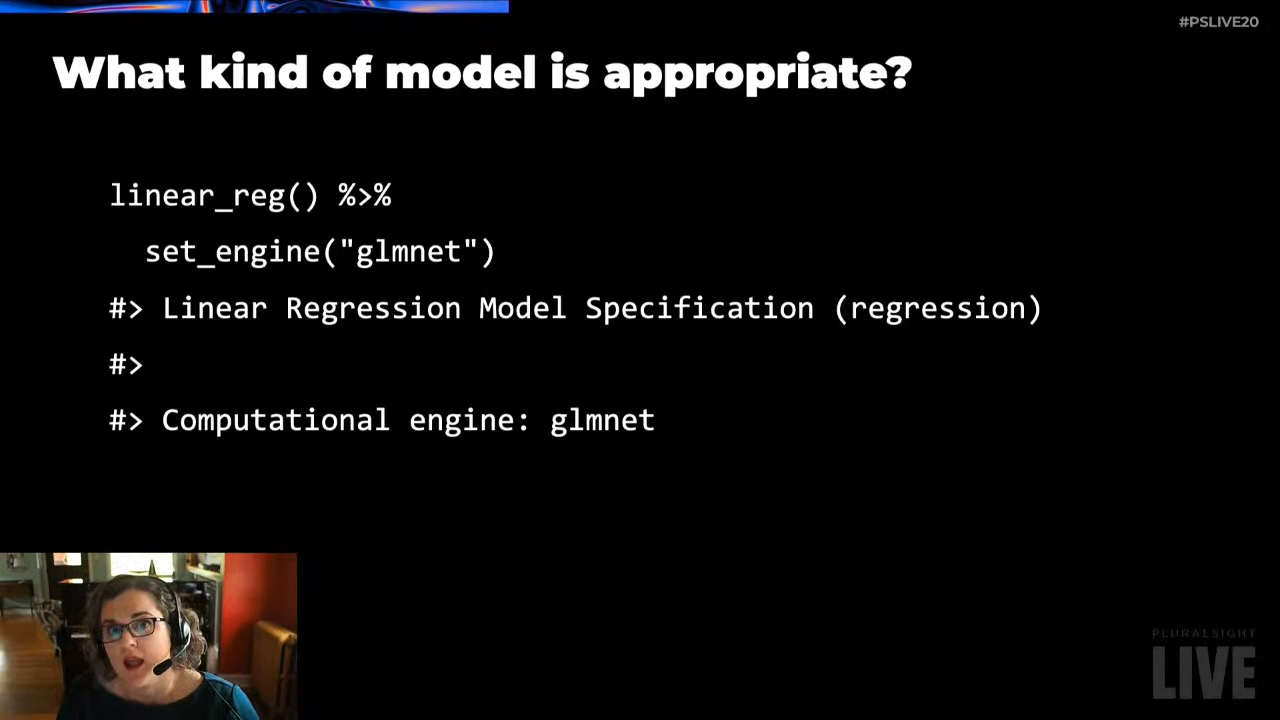 #PSLIVE20
What kind of model is appropriate?
linear_reg() %>%
  set_engine("glmnet")
#> Linear Regression Model Specification (regression)
#>
#> Computational engine: glmnet
PLURALSIGHT
LIVE